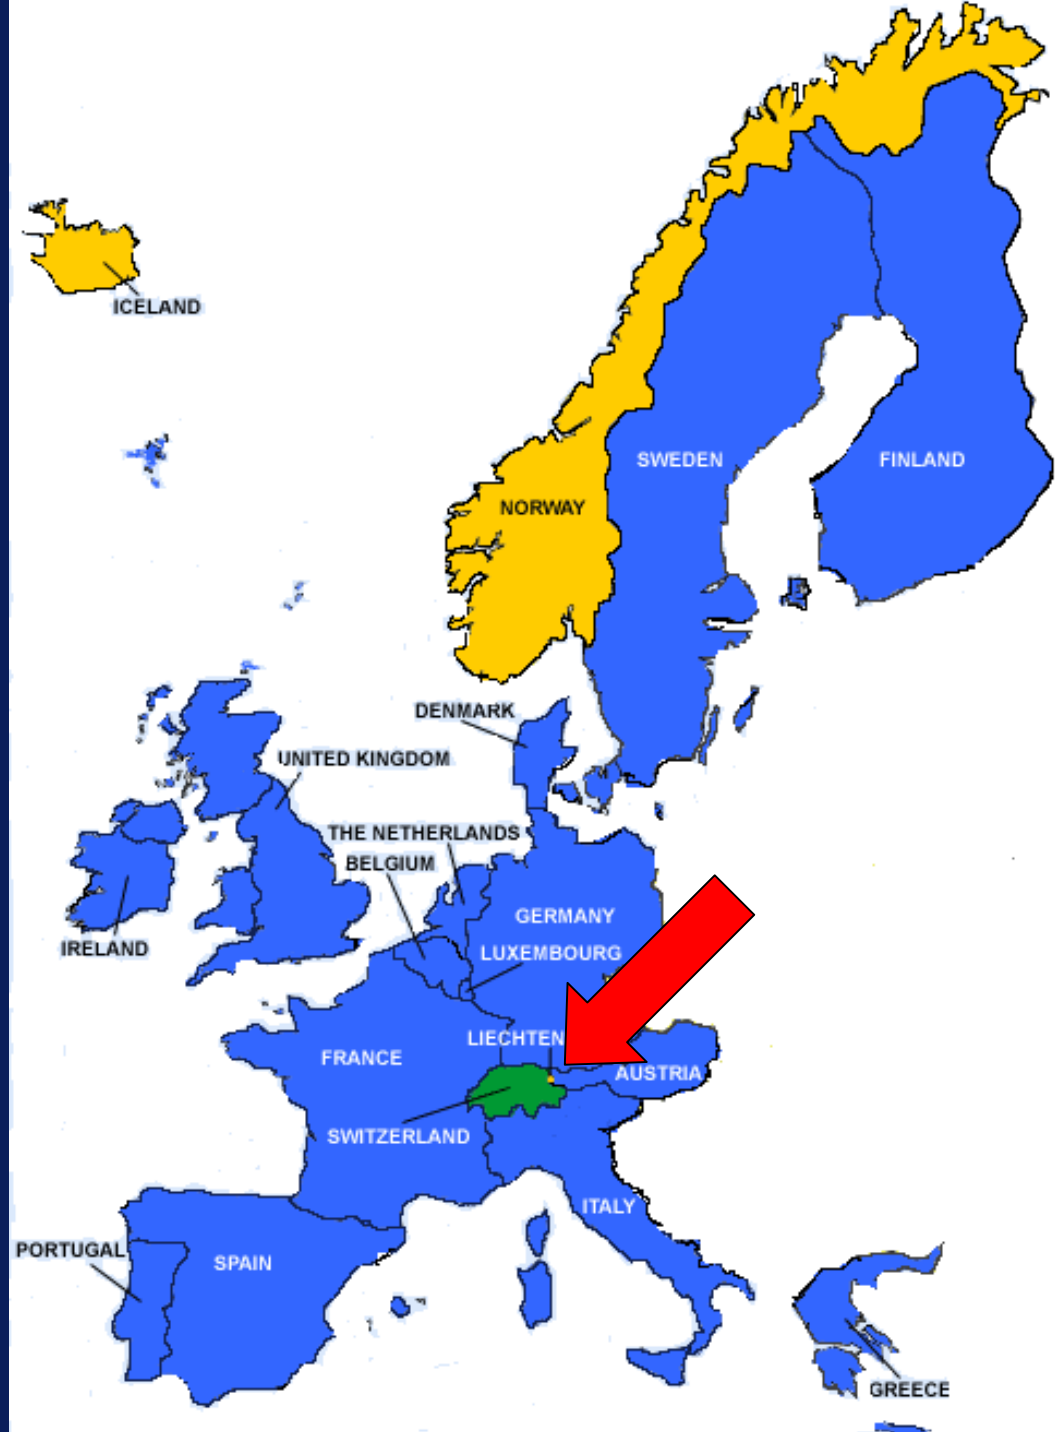 ICELAND
SWEDEN
FINLAND
NORWAY
DENMARK
UNITED KINGDOM
THE NETHERLANDS
BELGIUM
GERMANY
IRELAND
LUXEMBOURG
LIECHTEN
FRANCE
AUSTRIA
SWITZERLAND
ITALY
PORTUGAL
SPAIN
GREECE